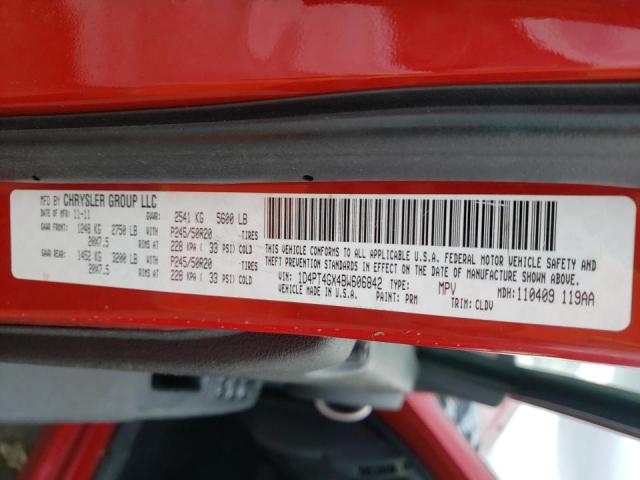 MFD BY CHRYSLER GROUP LLC
DATE OF MFR: 11-11 GVWR: 2541 KG 5600 LB
GAWR FRONT: 1248 KG 2750 LB WITH P245/50R20 TIRES
20X7.5 RIMS AT 228 KPA ( 33 PSI) COLD
GAWR REAR: 1452 KG 3200 LB WITH P245/50R20 TIRES
20X7.5 RIMS AT 228 KPA ( 33 PSI) COLD
THIS VEHICLE CONFORMS TO ALL APPLICABLE U.S.A. FEDERAL MOTOR VEHICLE SAFETY AND
THEFT PREVENTION STANDARDS IN EFFECT ON THE DATE OF MANUFACTURE SHOWN ABOVE.
VIN: 1D4PT4GX4BW606842 TYPE: MPV MDH: 110409 119AA
VEHICLE MADE IN U.S.A. PAINT: PRM TRIM: CLDV